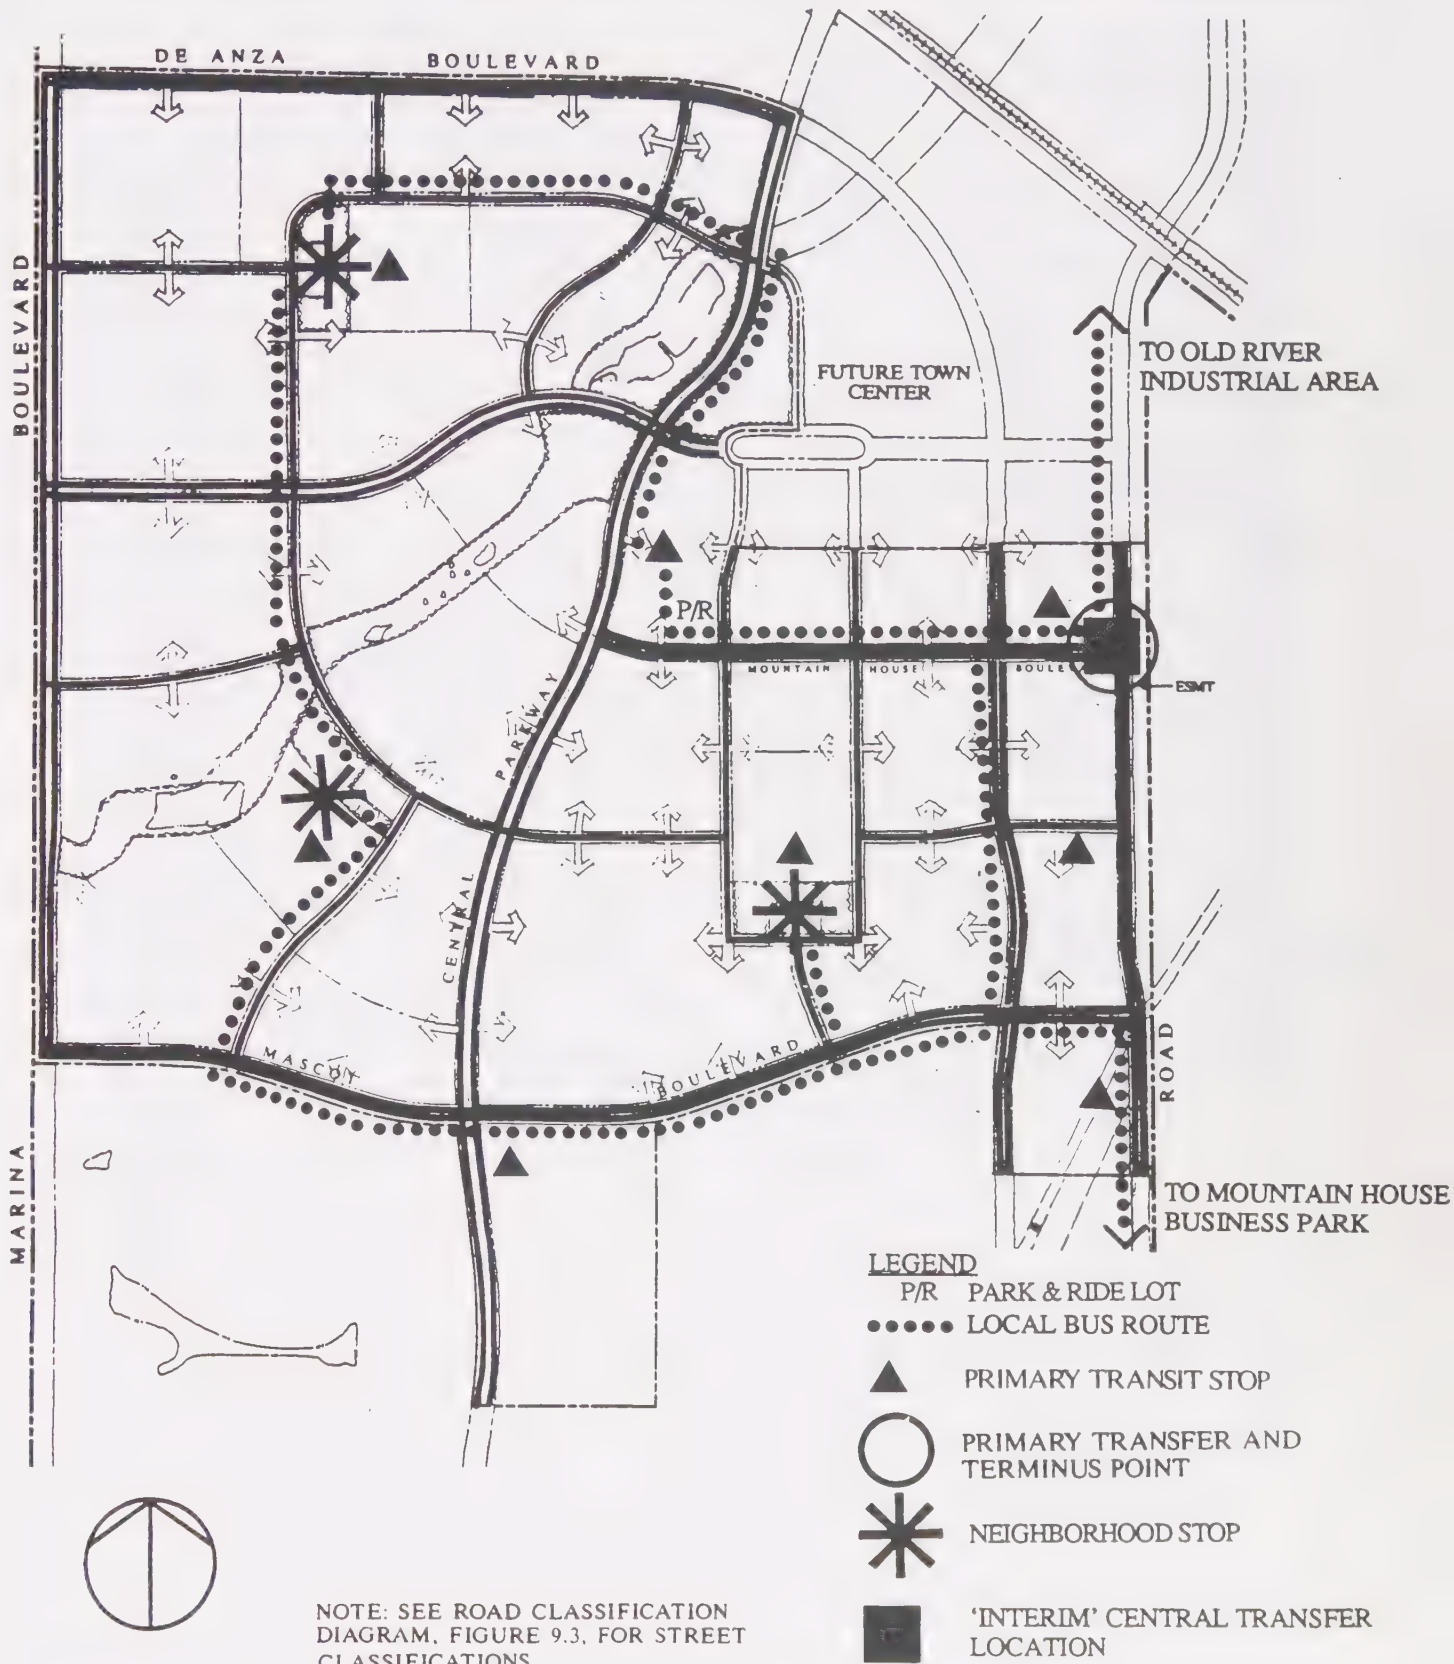 DE ANZA BOULEVARD
BOULEVARD
TO OLD RIVER
INDUSTRIAL AREA
FUTURE TOWN
CENTER
P/R
MOUNTAIN HOUSE
ESMT
PARKWAY
CENTRAL
MASCOT BOULEVARD
ROAD
MARINA
TO MOUNTAIN HOUSE
BUSINESS PARK
LEGEND
P/R PARK & RIDE LOT
LOCAL BUS ROUTE
PRIMARY TRANSIT STOP
PRIMARY TRANSFER AND
TERMINUS POINT
NEIGHBORHOOD STOP
'INTERIM' CENTRAL TRANSFER
LOCATION
NOTE: SEE ROAD CLASSIFICATION
DIAGRAM, FIGURE 9.3, FOR STREET
CLASSIFICATIONS